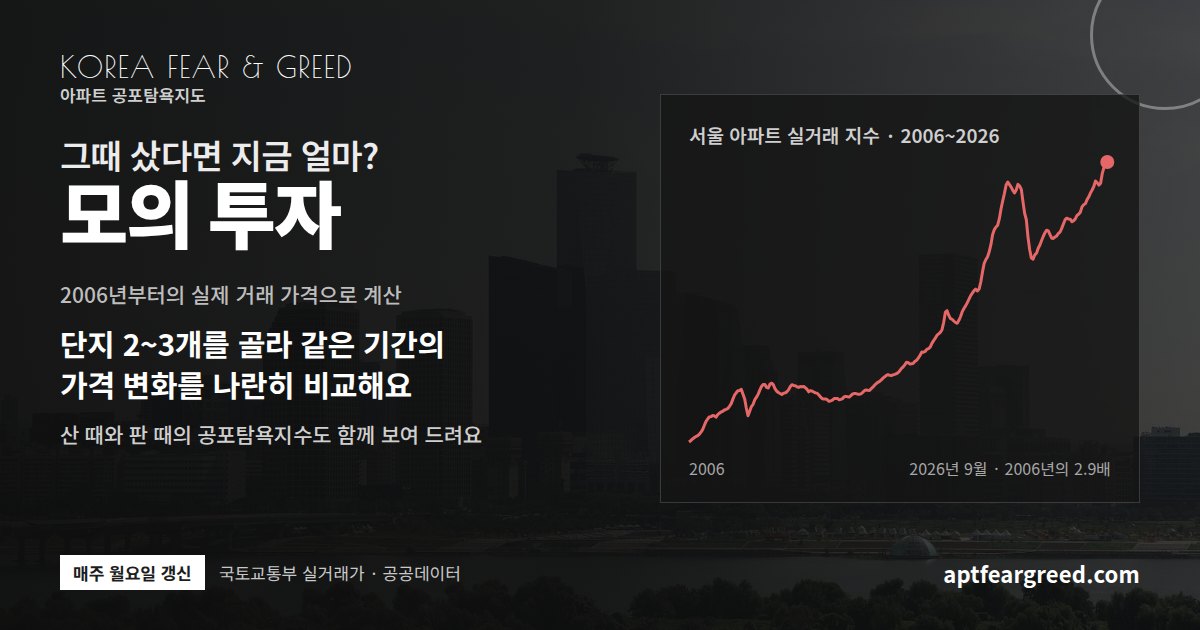 KOREA FEAR & GREED
아파트 공포탐욕지도
그때 샀다면 지금 얼마?
모의 투자
2006년부터의 실제 거래 가격으로 계산
단지 2~3개를 골라 같은 기간의
가격 변화를 나란히 비교해요
산 때와 판 때의 공포탐욕지수도 함께 보여 드려요
매주 월요일 갱신
국토교통부 실거래가 · 공공데이터
서울 아파트 실거래 지수 · 2006~2026
2006
2026년 9월 · 2006년의 2.9배
aptfeargreed.com